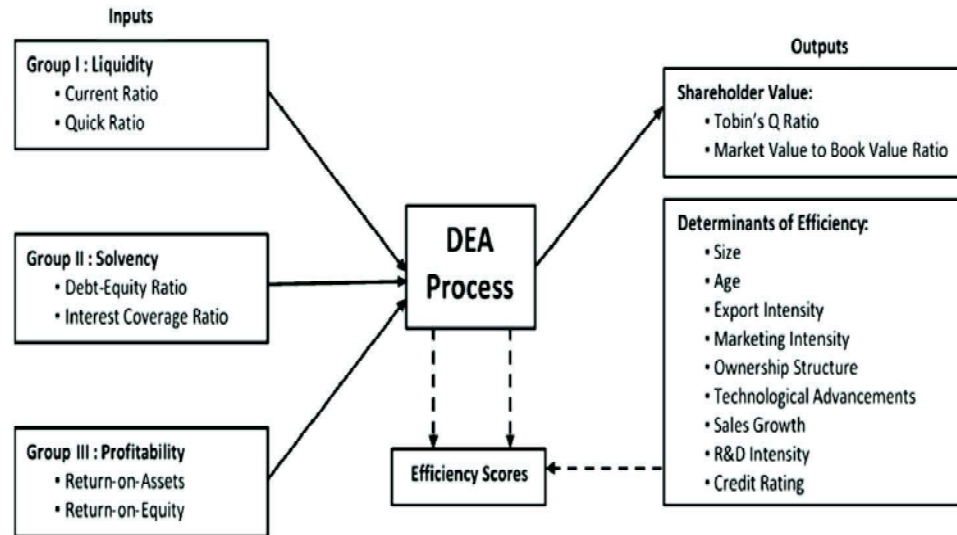 Inputs
Group I : Liquidity
• Current Ratio
• Quick Ratio
Group II : Solvency
• Debt-Equity Ratio
• Interest Coverage Ratio
Group III : Profitability
• Return-on-Assets
• Return-on-Equity
DEA
Process
Efficiency Scores
Outputs
Shareholder Value:
• Tobin's Q Ratio
• Market Value to Book Value Ratio
Determinants of Efficiency:
• Size
• Age
• Export Intensity
• Marketing Intensity
• Ownership Structure
• Technological Advancements
• Sales Growth
• R&D Intensity
• Credit Rating